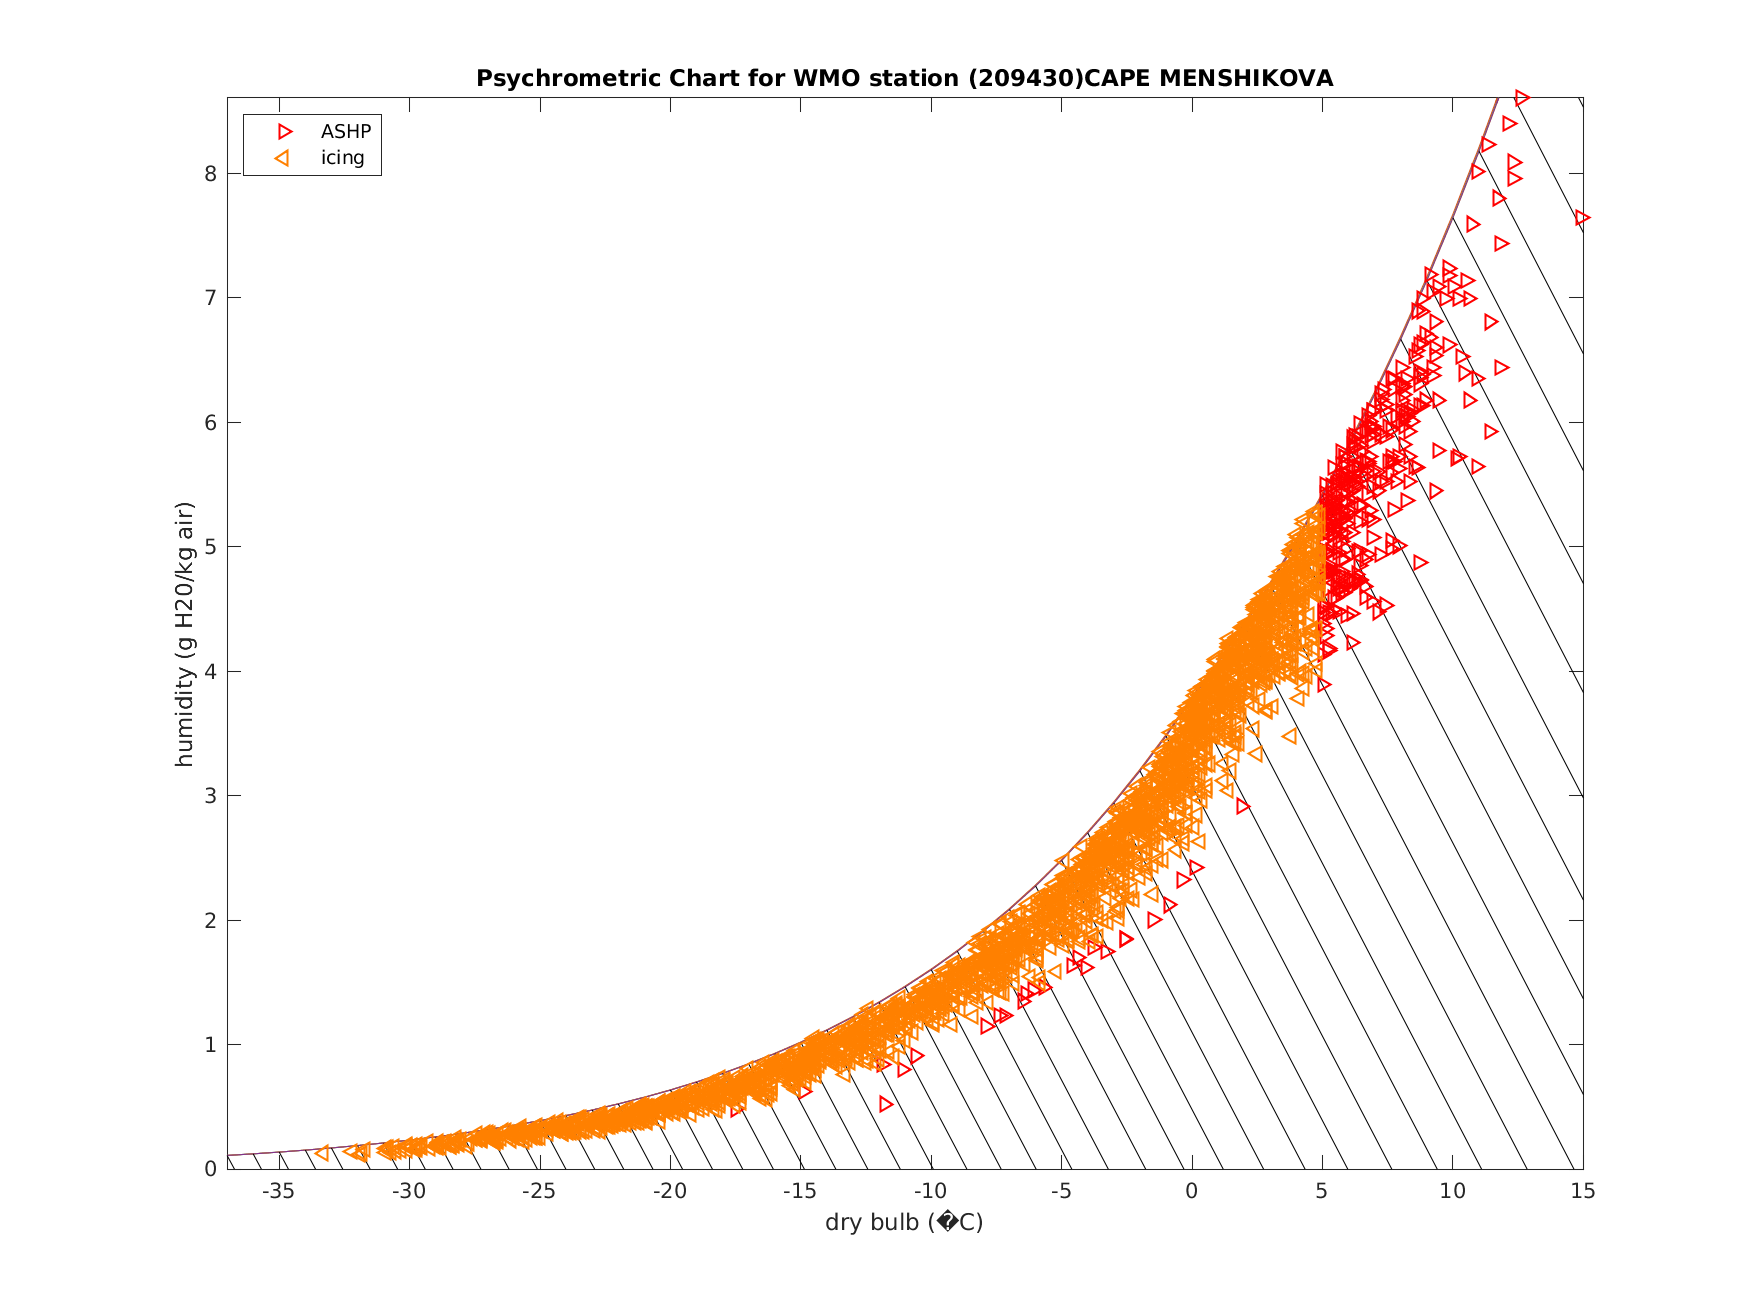 Psychrometric Chart for WMO station (209430)CAPE MENSHIKOVA
ASHP
icing
humidity (g H20/kg air)
8
7
6
5
4
3
2
1
0
-35 -30 -25 -20 -15 -10 -5 0 5 10 15
dry bulb (�C)